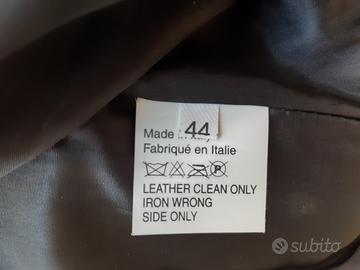 44
Made
Fabriqué en Italie
P
LEATHER CLEAN ONLY
IRON WRONG
SIDE ONLY
subito